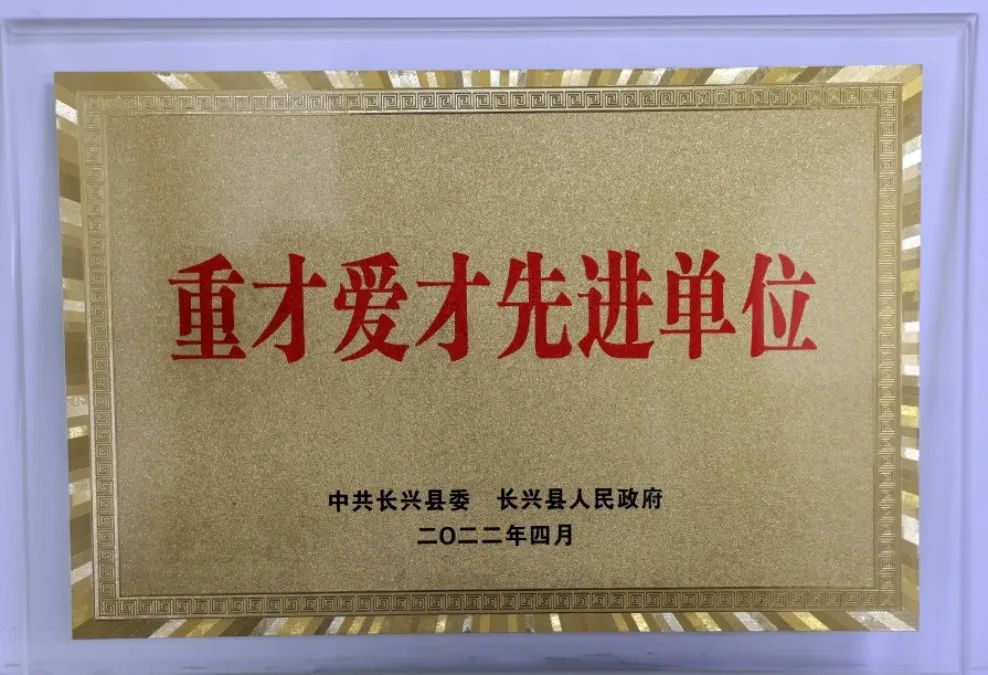 重才爱才先进单位
中共长兴县委 长兴县人民政府
二〇二二年四月